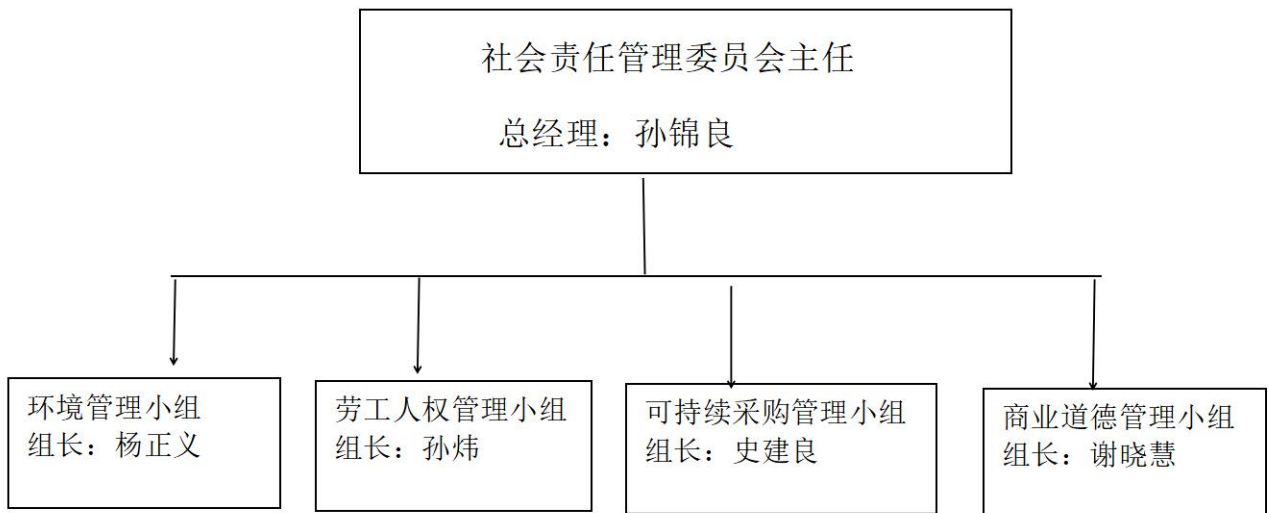 社会责任管理委员会主任
总经理：孙锦良
环境管理小组
组长：杨正义
劳工人权管理小组
组长：孙炜
可持续采购管理小组
组长：史建良
商业道德管理小组
组长：谢晓慧